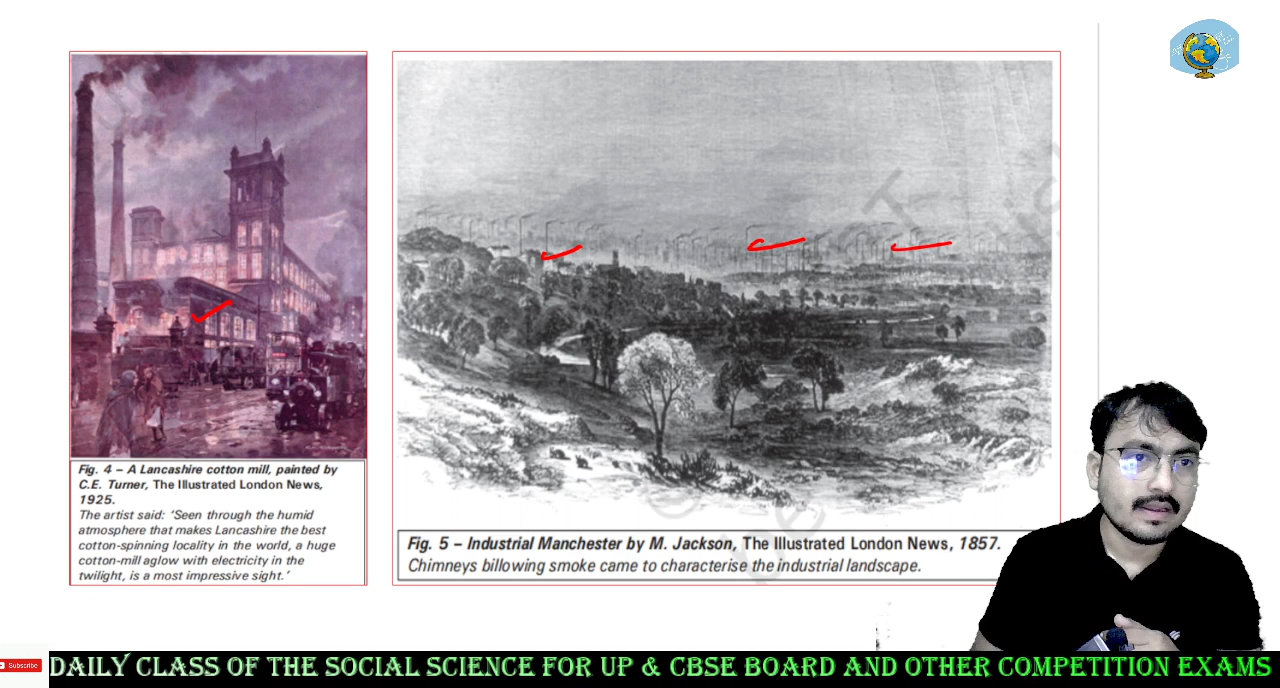 Fig. 4 – A Lancashire cotton mill, painted by
C.E. Turner, The Illustrated London News,
1925.
The artist said: ‘Seen through the humid
atmosphere that makes Lancashire the best
cotton-spinning locality in the world, a huge
cotton-mill aglow with electricity in the
twilight, is a most impressive sight.’
Fig. 5 – Industrial Manchester by M. Jackson, The Illustrated London News, 1857.
Chimneys billowing smoke came to characterise the industrial landscape.
Subscribe
DAILY CLASS OF THE SOCIAL SCIENCE FOR UP & CBSE BOARD AND OTHER COMPETITION EXAMS